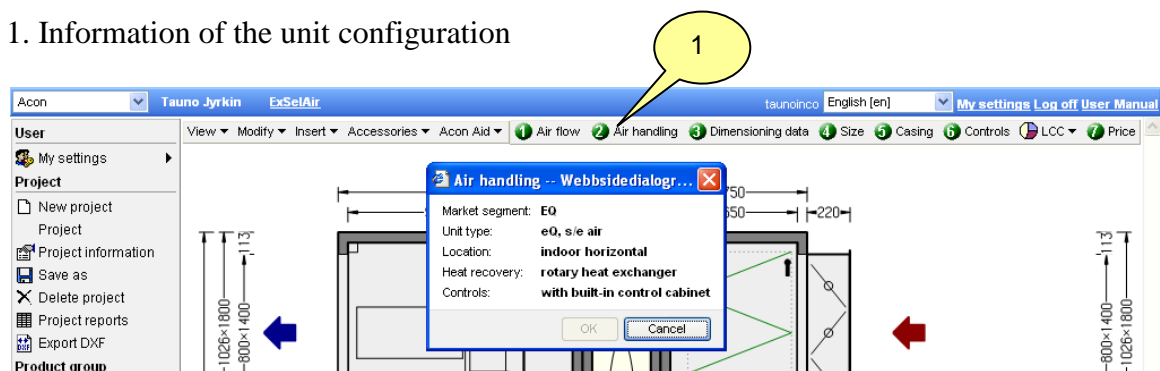 1. Information of the unit configuration
1
Acon Tauno Jyrkin ExSelAir taunoinco English [en] My settings Log off User Manual
User View Modify Insert Accessories Acon Aid 1 Air flow 2 Air handling 3 Dimensioning data 4 Size 5 Casing 6 Controls LCC 7 Price
My settings
Project
New project
Project
Project information
Save as
Delete project
Project reports
Export DXF
Product group
Air handling -- Webbsidedialogr...
Market segment: EQ
Unit type: eQ, s/e air
Location: indoor horizontal
Heat recovery: rotary heat exchanger
Controls: with built-in control cabinet
OK Cancel
750
650 220
113
800×1400
1026×1800
113
800×1400
1026×1800